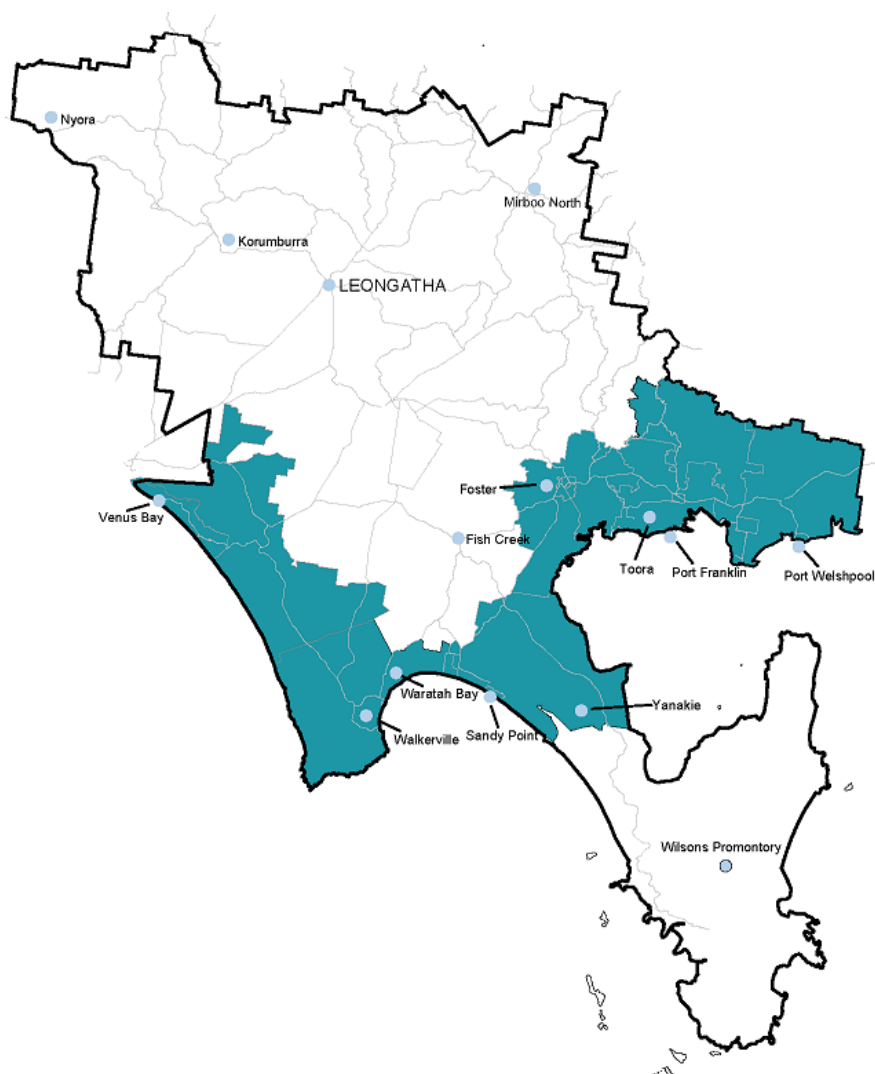 Nyora
Mirboo North
Korumburra
LEONGATHA
Foster
Venus Bay
Fish Creek
Toora
Port Franklin
Port Welshpool
Waratah Bay
Yanakie
Walkerville
Sandy Point
Wilsons Promontory